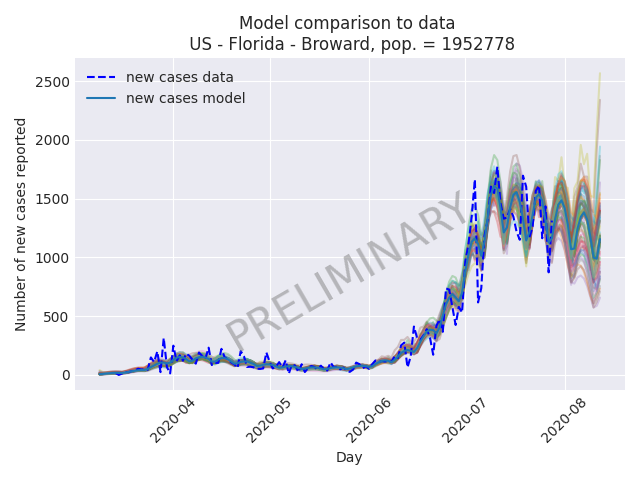 Model comparison to data
US - Florida - Broward, pop. = 1952778
new cases data
new cases model
Number of new cases reported
2500
2000
1500
1000
500
0
PRELIMINARY
2020-04
2020-05
2020-06
2020-07
2020-08
Day